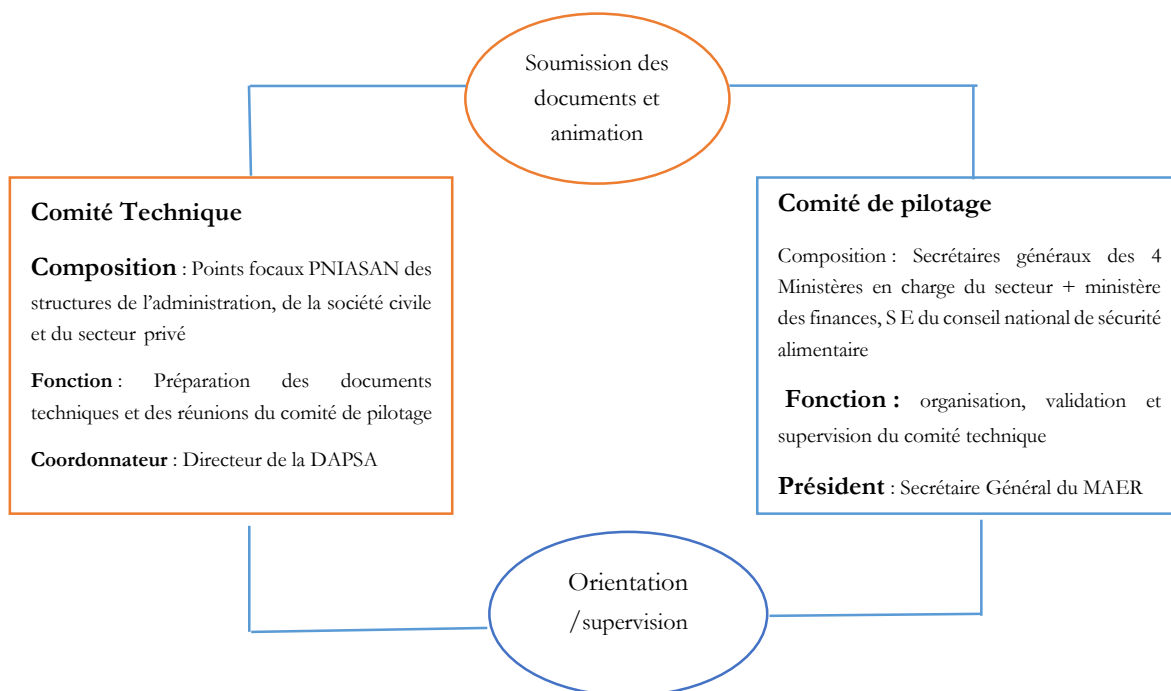 Soumission des
documents et
animation
Comité Technique
Composition : Points focaux PNIASAN des
structures de l’administration, de la société civile
et du secteur privé
Fonction : Préparation des documents
techniques et des réunions du comité de pilotage
Coordonnateur : Directeur de la DAPSA
Comité de pilotage
Composition : Secrétaires généraux des 4
Ministères en charge du secteur + ministère
des finances, S E du conseil national de sécurité
alimentaire
Fonction : organisation, validation et
supervision du comité technique
Président : Secrétaire Général du MAER
Orientation
/supervision